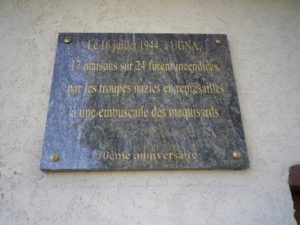 Le 16 juillet 1944, à UGNA,
17 maisons sur 24 furent incendiées,
par les troupes nazies en représailles
à une embuscade des maquisards.
70ème anniversaire